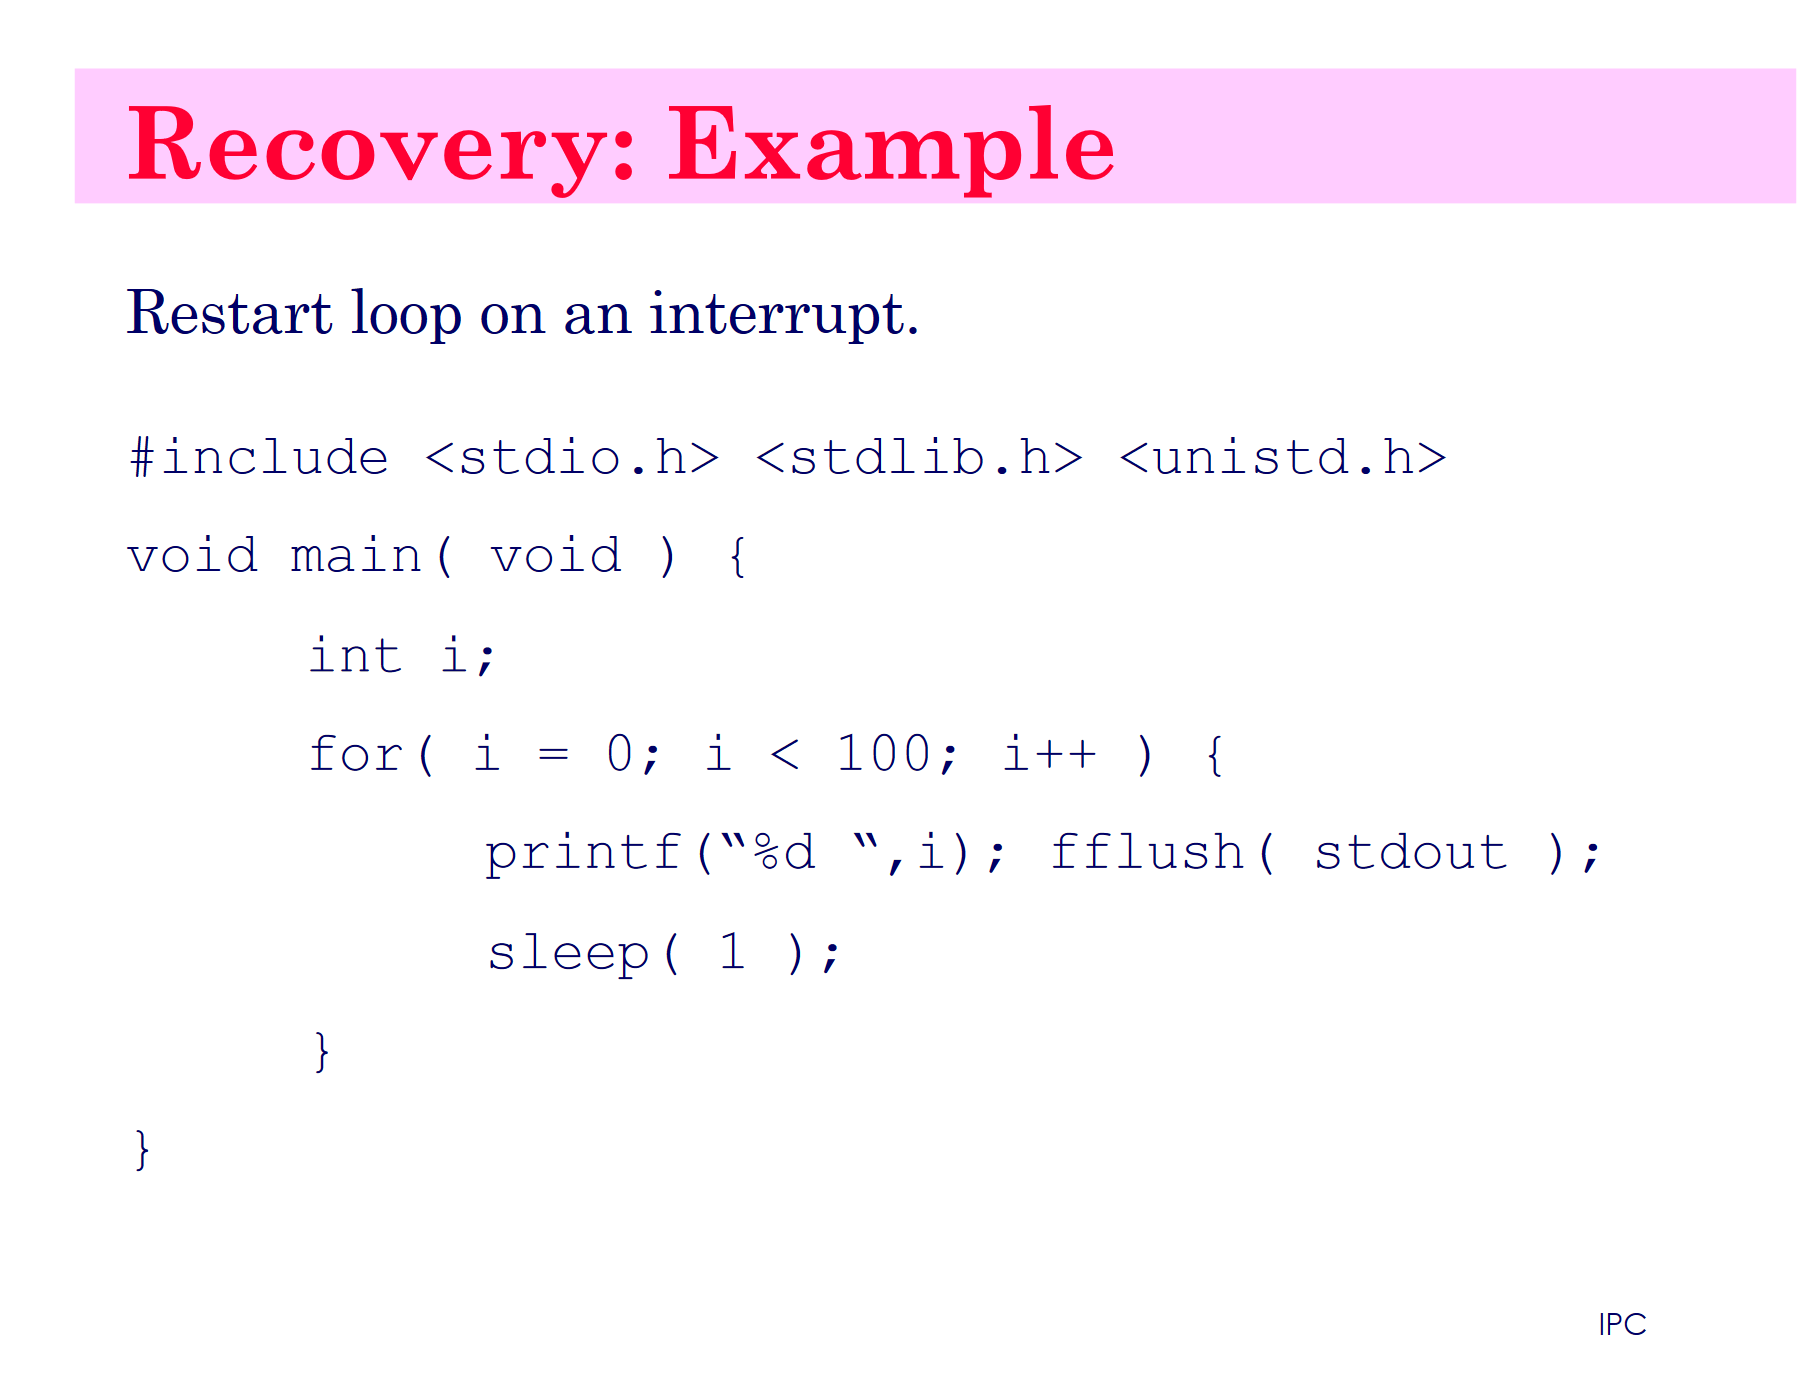 Recovery: Example
Restart loop on an interrupt.
#include <stdio.h> <stdlib.h> <unistd.h>
void main( void ) {
int i;
for( i = 0; i < 100; i++ ) {
printf(“%d “,i); fflush( stdout );
sleep( 1 );
}
}
IPC